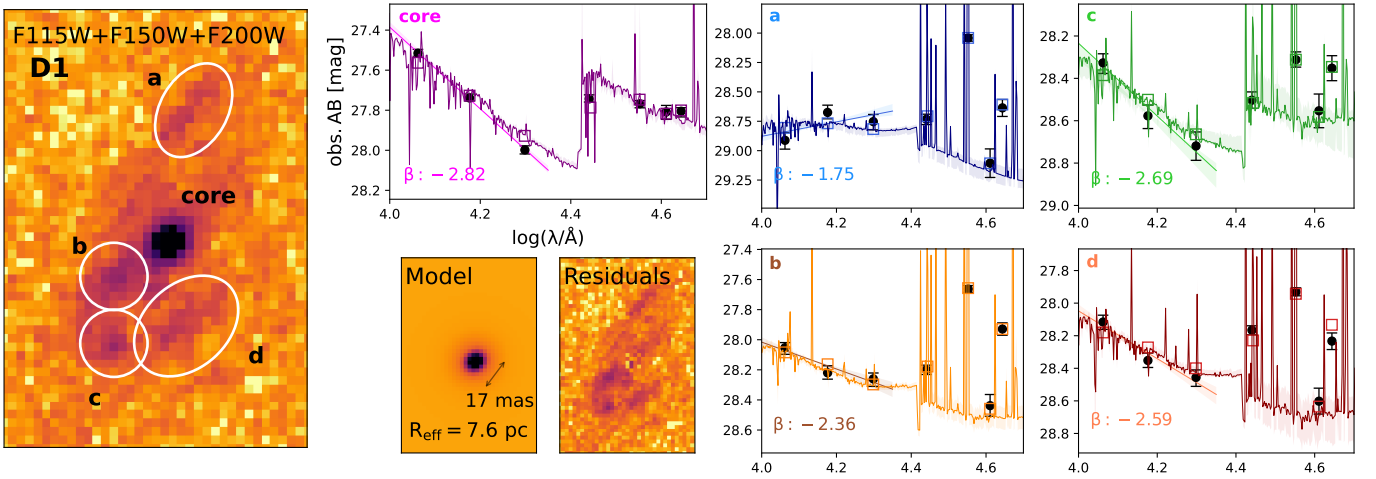 F115W+F150W+F200W
D1
a
core
b
d
c
core
obs. AB [mag]
27.4
27.6
27.8
28.0
28.2
β: −2.82
4.0
4.2
4.4
4.6
log(λ/Å)
Model
17 mas
R_eff = 7.6 pc
Residuals
a
28.00
28.25
28.50
28.75
29.00
29.25
β: −1.75
4.0
4.2
4.4
4.6
c
28.2
28.4
28.6
28.8
29.0
β: −2.69
4.0
4.2
4.4
4.6
b
27.4
27.6
27.8
28.0
28.2
28.4
28.6
β: −2.36
4.0
4.2
4.4
4.6
d
27.8
28.0
28.2
28.4
28.6
28.8
β: −2.59
4.0
4.2
4.4
4.6